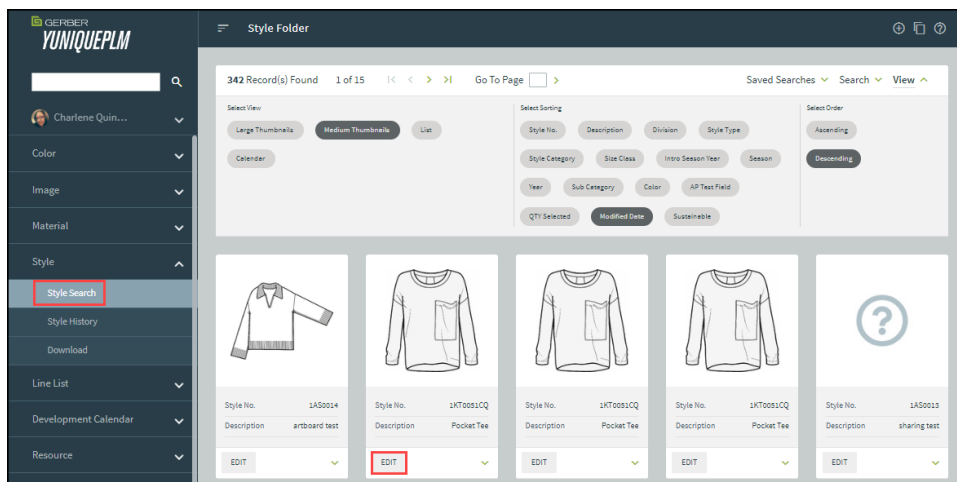 GERBER
YUNIQUEPLM
Style Folder
342 Record(s) Found 1 of 15 Go To Page
Saved Searches Search View
Charlene Quin...
Color
Image
Material
Style
Style Search
Style History
Download
Line List
Development Calendar
Resource
Select View
Large Thumbnails Medium Thumbnails List
Calender
Select Sorting
Style No. Description Division Style Type
Style Category Size Class Intro Season Year Season
Year Sub Category Color AP Test Field
QTY Selected Modified Date Sustainable
Select Order
Ascending
Descending
Style No. 1AS0014
Description artboard test
EDIT
Style No. 1KT0051CQ
Description Pocket Tee
EDIT
Style No. 1KT0051CQ
Description Pocket Tee
EDIT
Style No. 1KT0051CQ
Description Pocket Tee
EDIT
?
Style No. 1AS0013
Description sharing test
EDIT